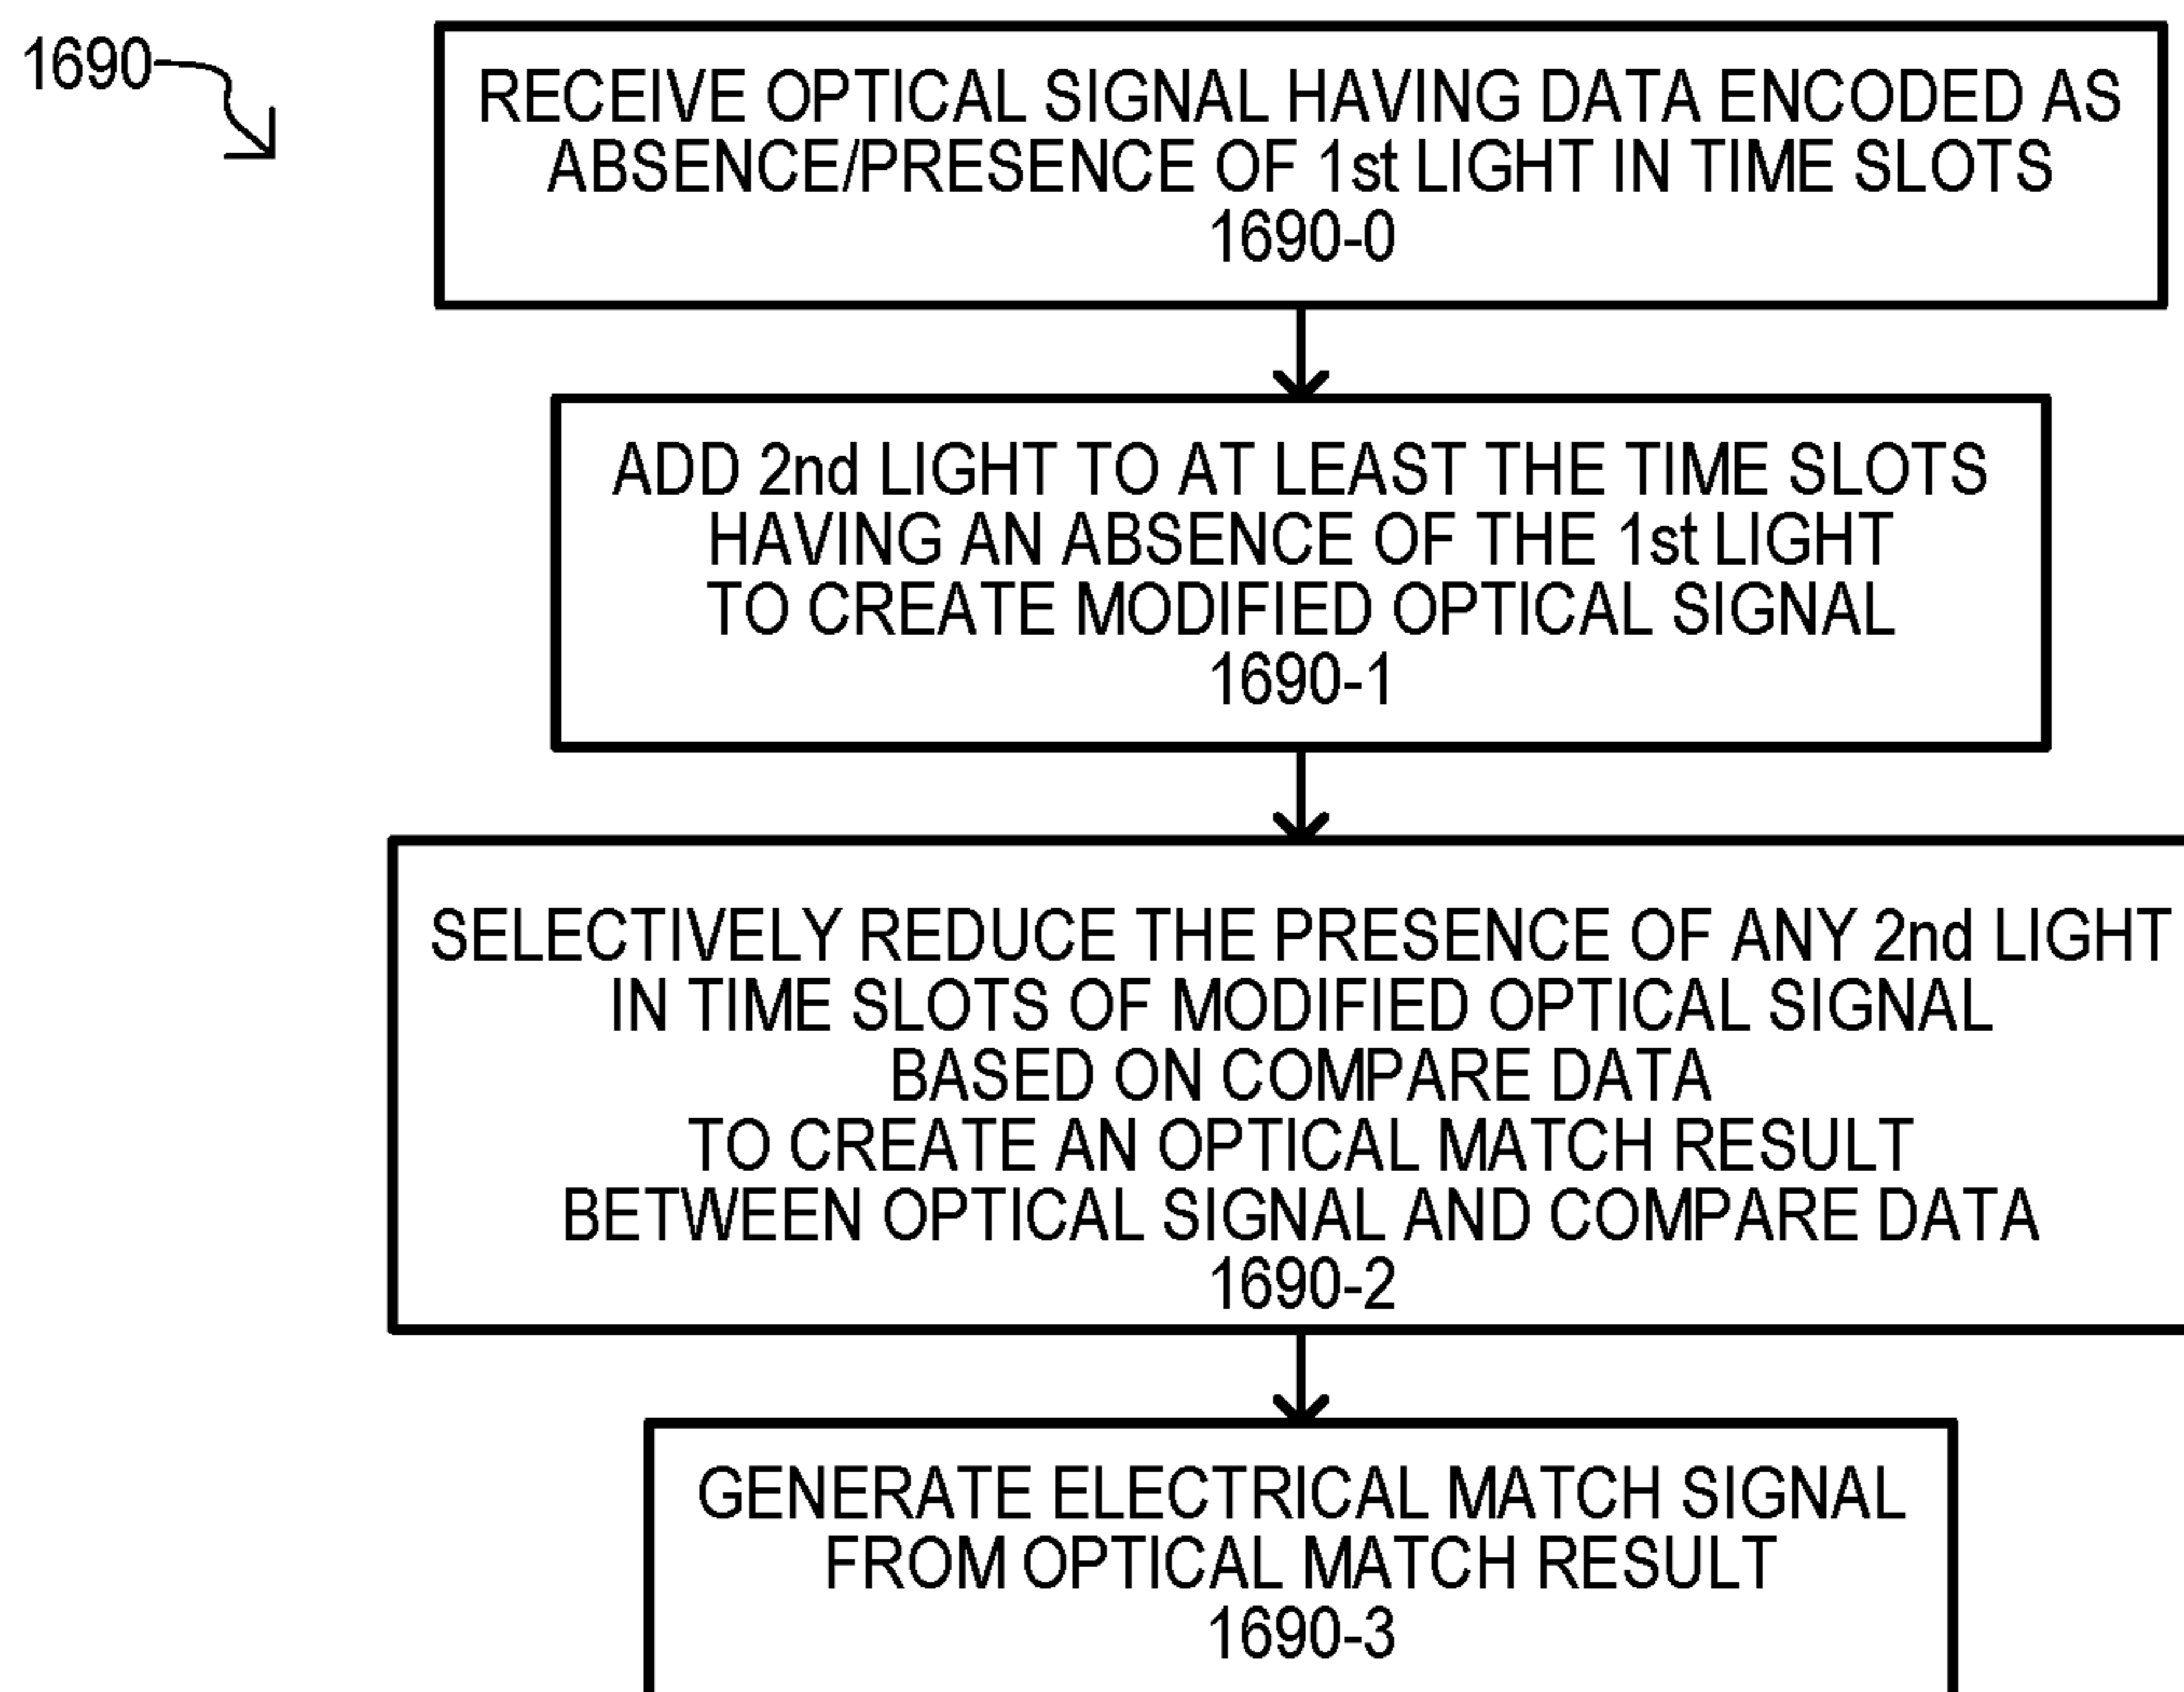 1690
RECEIVE OPTICAL SIGNAL HAVING DATA ENCODED AS
ABSENCE/PRESENCE OF 1st LIGHT IN TIME SLOTS
1690-0
ADD 2nd LIGHT TO AT LEAST THE TIME SLOTS
HAVING AN ABSENCE OF THE 1st LIGHT
TO CREATE MODIFIED OPTICAL SIGNAL
1690-1
SELECTIVELY REDUCE THE PRESENCE OF ANY 2nd LIGHT
IN TIME SLOTS OF MODIFIED OPTICAL SIGNAL
BASED ON COMPARE DATA
TO CREATE AN OPTICAL MATCH RESULT
BETWEEN OPTICAL SIGNAL AND COMPARE DATA
1690-2
GENERATE ELECTRICAL MATCH SIGNAL
FROM OPTICAL MATCH RESULT
1690-3